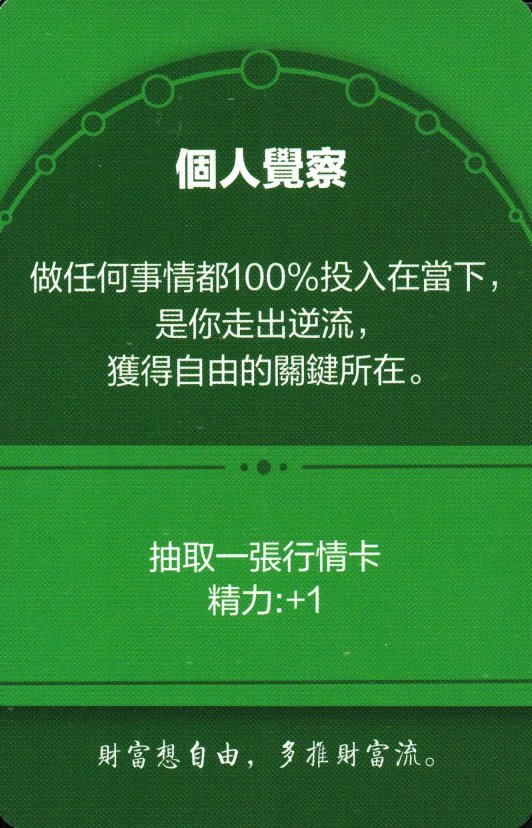 個人覺察
做任何事情都100%投入在當下，
是你走出逆流，
獲得自由的關鍵所在。
抽取一張行情卡
精力:+1
財富想自由，多推財富流。